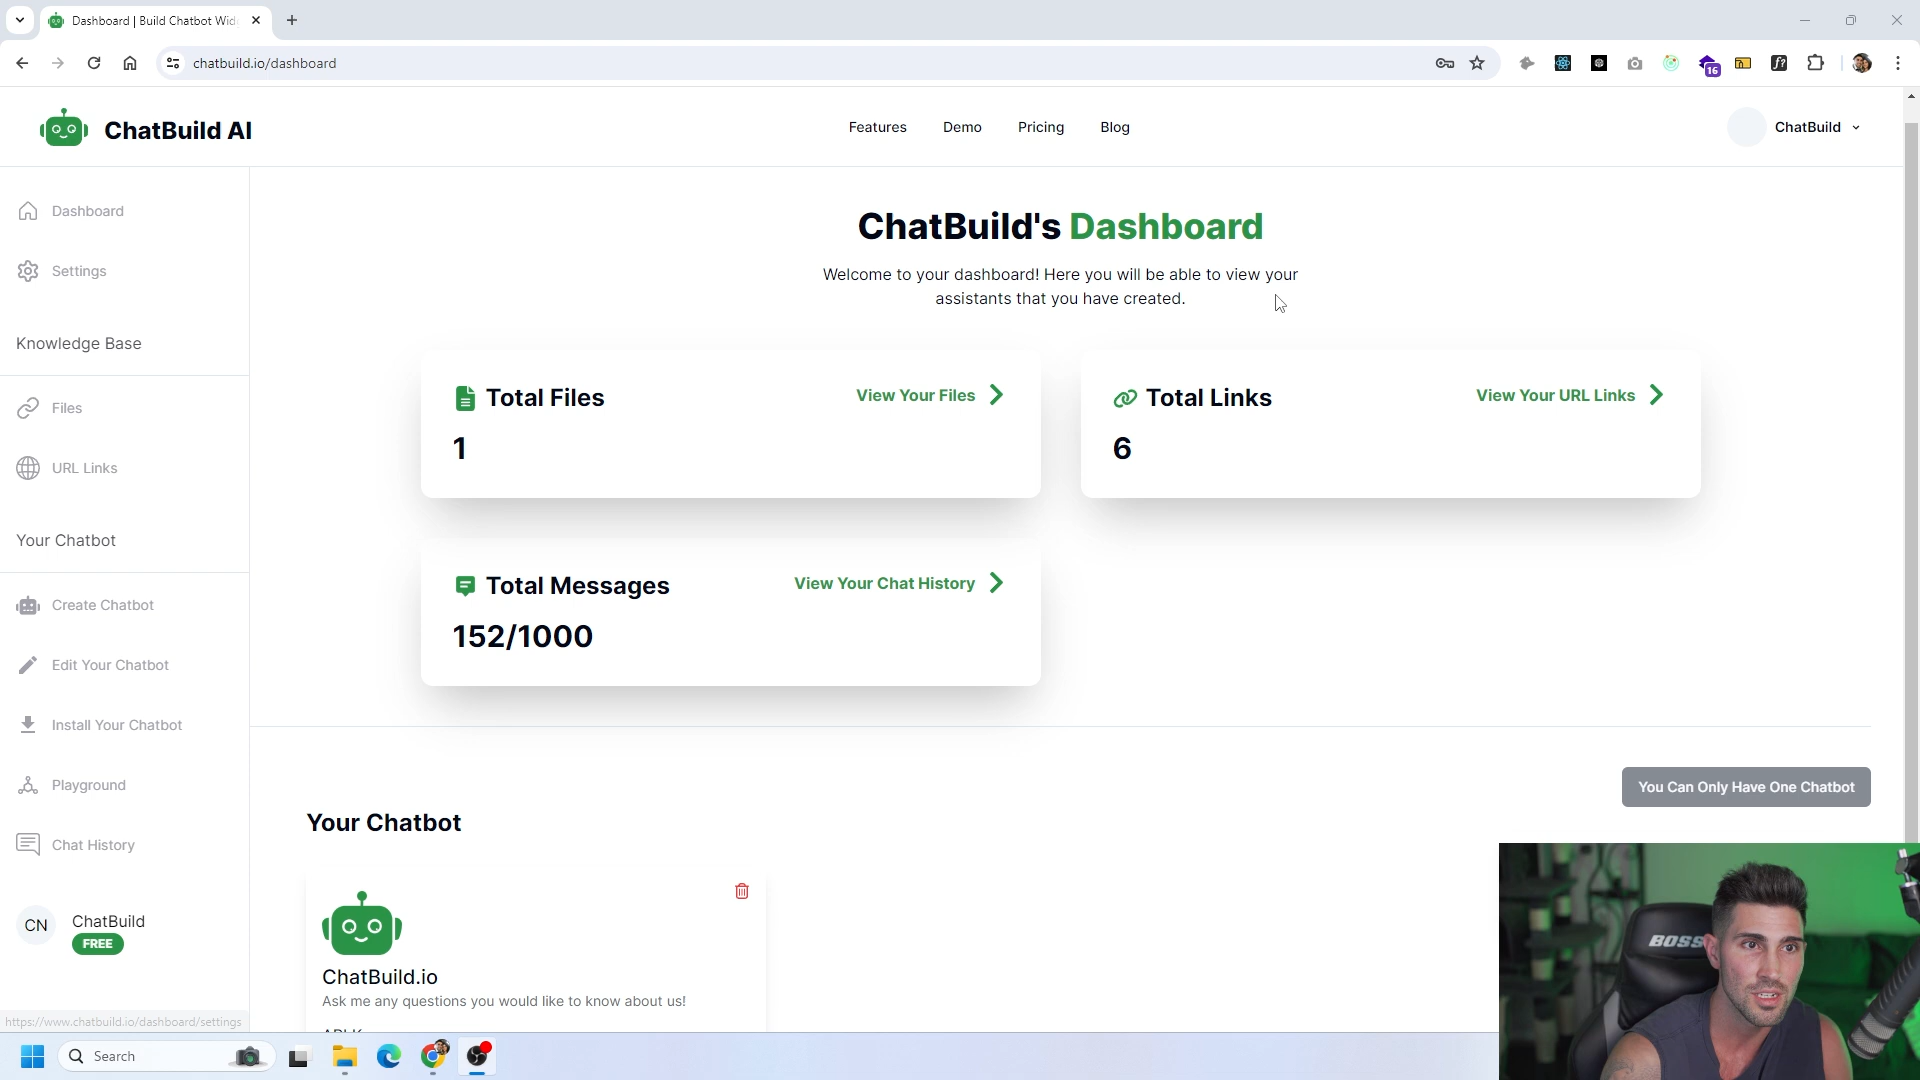 Dashboard | Build Chatbot Wid
chatbuild.io/dashboard
16
f?
ChatBuild AI
Features
Demo
Pricing
Blog
ChatBuild
Dashboard
Settings
Knowledge Base
Files
URL Links
Your Chatbot
Create Chatbot
Edit Your Chatbot
Install Your Chatbot
Playground
Chat History
CN
ChatBuild
FREE
https://www.chatbuild.io/dashboard/settings
ChatBuild's Dashboard
Welcome to your dashboard! Here you will be able to view your
assistants that you have created.
Total Files
View Your Files
1
Total Links
View Your URL Links
6
Total Messages
View Your Chat History
152/1000
You Can Only Have One Chatbot
Your Chatbot
ChatBuild.io
Ask me any questions you would like to know about us!
BOSS
Search